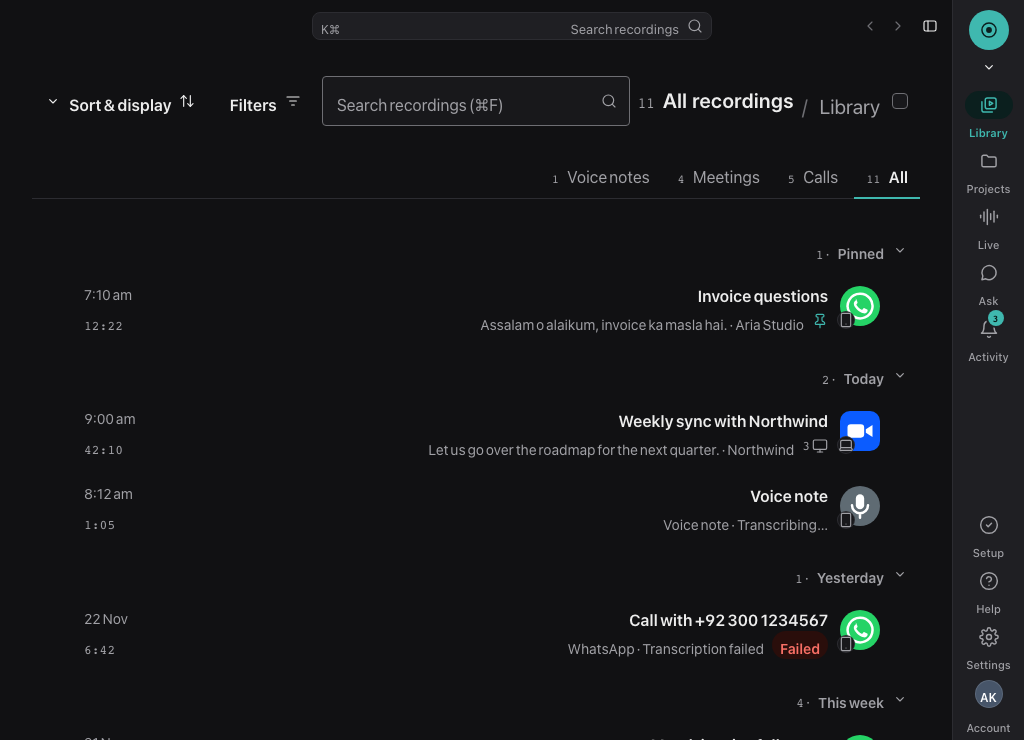 Search recordings K⌘
Library / All recordings 11
Search recordings (⌘F)
Filters
Sort & display
All 11
Calls 5
Meetings 4
Voice notes 1
Pinned · 1
Invoice questions
7:10 am
Assalam o alaikum, invoice ka masla hai. · Aria Studio
12:22
Today · 2
Weekly sync with Northwind
9:00 am
Let us go over the roadmap for the next quarter. · Northwind
3
42:10
Voice note
8:12 am
Voice note · Transcribing...
1:05
Yesterday · 1
Call with +92 300 1234567
22 Nov
WhatsApp · Transcription failed
Failed
6:42
This week · 4
Library
Projects
Live
Ask
3
Activity
Setup
Help
Settings
AK
Account